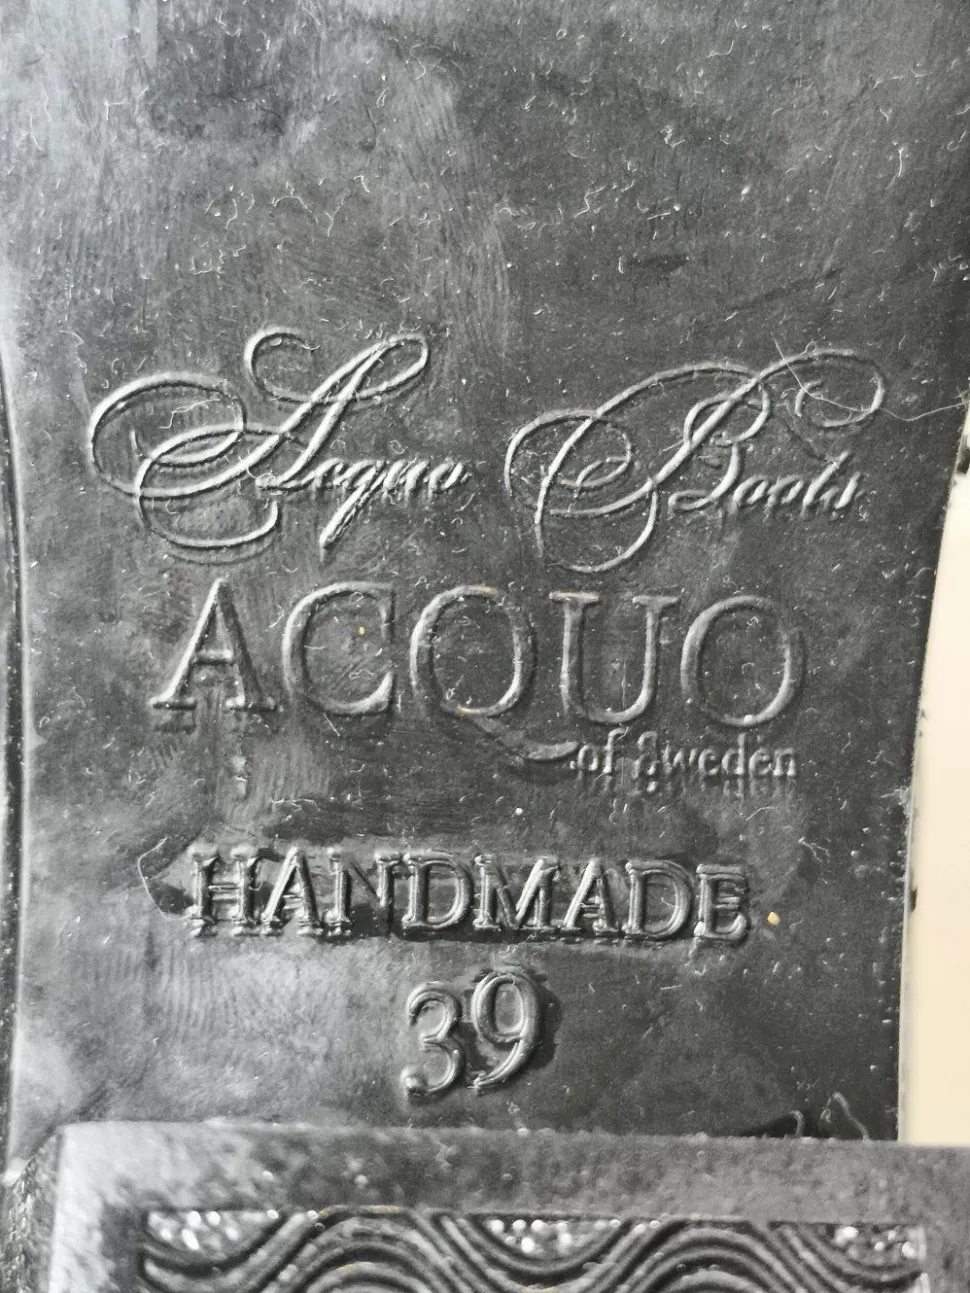 Acquo Boots
ACQUO
of Sweden
HANDMADE
39